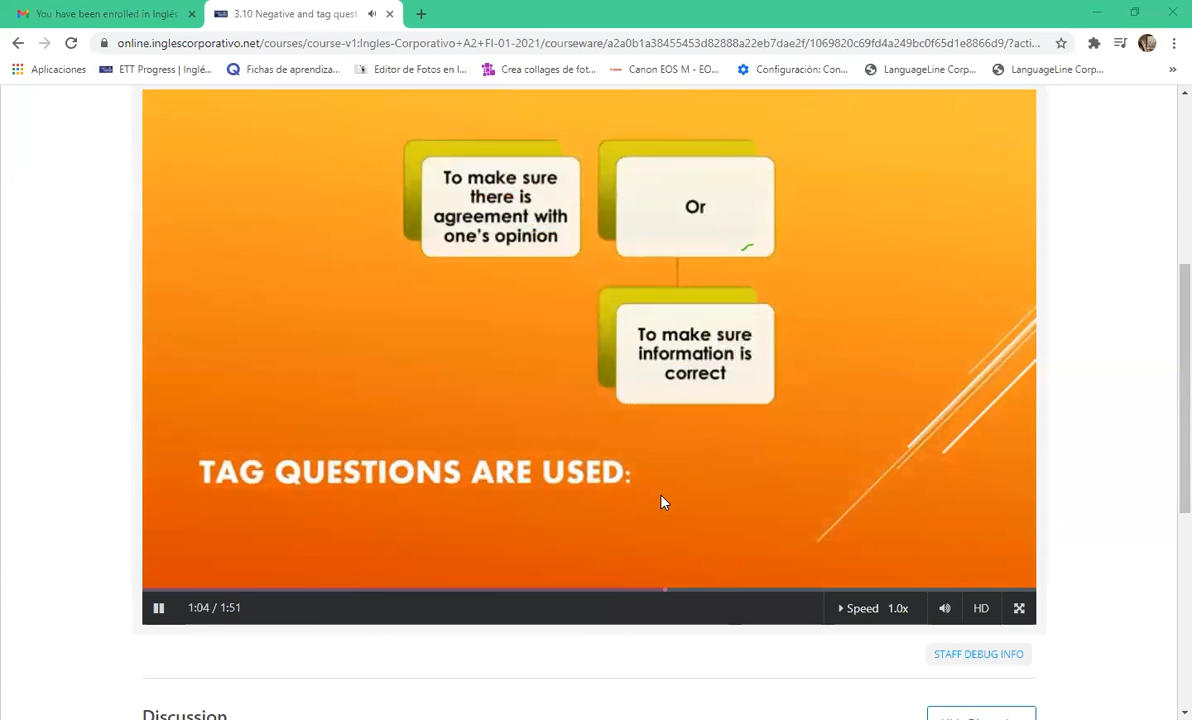 You have been enrolled in Inglés
3.10 Negative and tag quest
online.inglescorporativo.net/courses/course-v1:Ingles-Corporativo+A2+FI-01-2021/courseware/a2a0b1a38455453d82888a22eb7dae2f/1069820c69fd4a249bc0f65d1e8866d9/?acti...
Aplicaciones
ETT Progress | Inglé...
Fichas de aprendiza...
Editor de Fotos en l...
Crea collages de fot...
Canon EOS M - EO...
Configuración: Con...
LanguageLine Corp...
LanguageLine Corp...
To make sure
there is
agreement with
one's opinion
Or
To make sure
information is
correct
TAG QUESTIONS ARE USED:
1:04 / 1:51
Speed 1.0x
HD
STAFF DEBUG INFO
Discussion